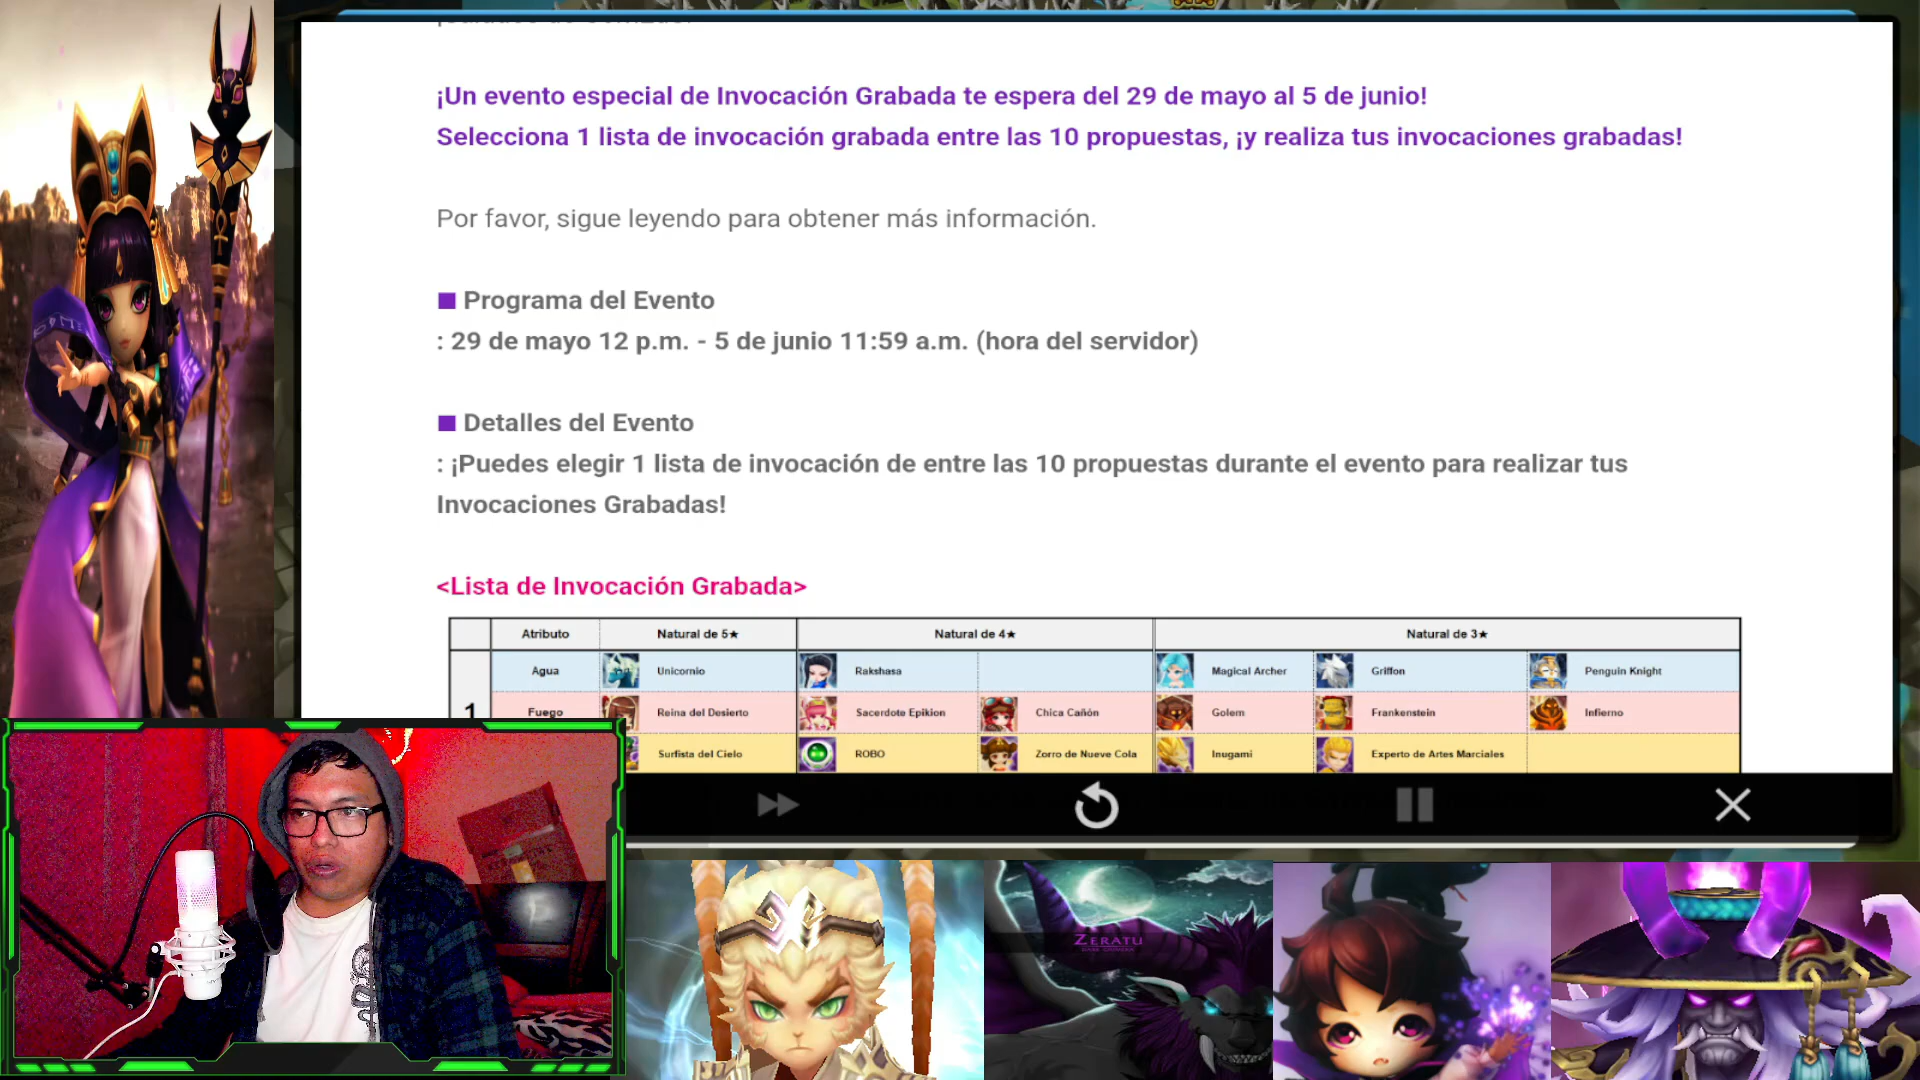 ¡Un evento especial de Invocación Grabada te espera del 29 de mayo al 5 de junio!
Selecciona 1 lista de invocación grabada entre las 10 propuestas, ¡y realiza tus invocaciones grabadas!
Por favor, sigue leyendo para obtener más información.
■ Programa del Evento
: 29 de mayo 12 p.m. - 5 de junio 11:59 a.m. (hora del servidor)
■ Detalles del Evento
: ¡Puedes elegir 1 lista de invocación de entre las 10 propuestas durante el evento para realizar tus
Invocaciones Grabadas!
<Lista de Invocación Grabada>
Atributo Natural de 5★ Natural de 4★ Natural de 3★
Agua Unicornio Rakshasa Magical Archer Griffon Penguin Knight
1 Fuego Reina del Desierto Sacerdote Epikion Chica Cañón Golem Frankenstein Infierno
Surfista del Cielo ROBO Zorro de Nueve Cola Inugami Experto de Artes Marciales
ZERATU